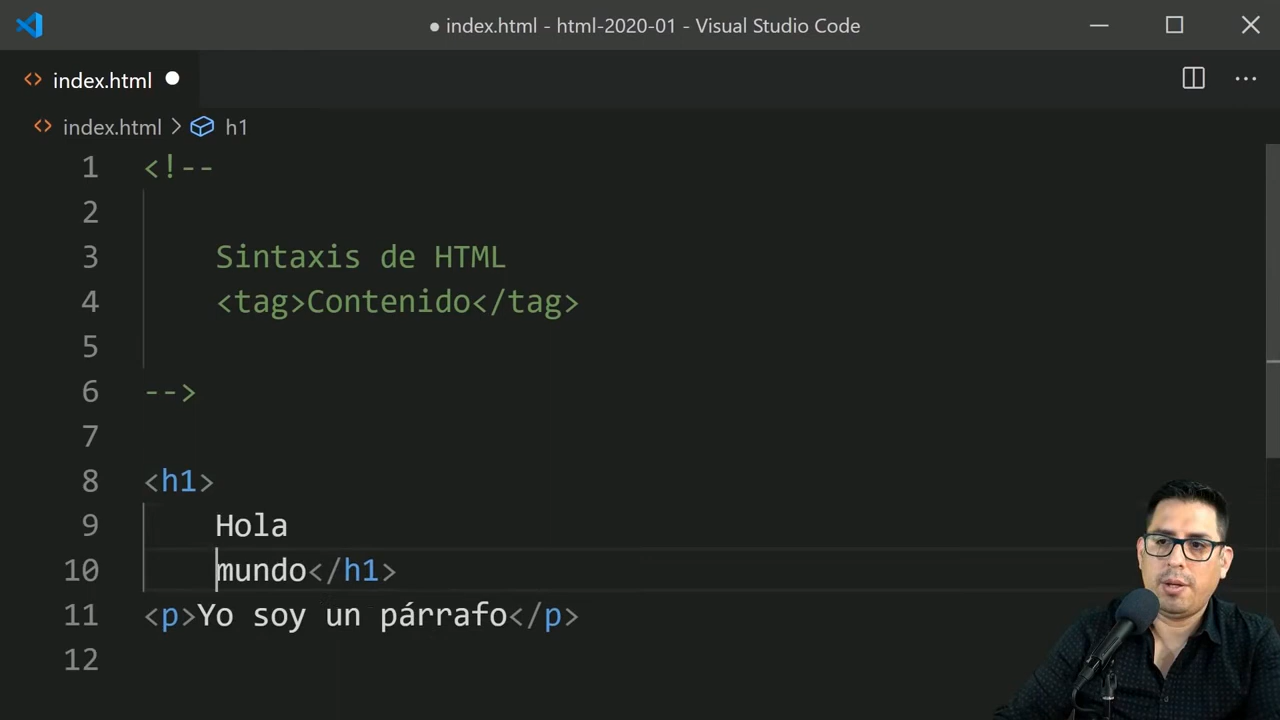 ● index.html - html-2020-01 - Visual Studio Code
index.html ●
index.html > h1
1 <!--
2
3 Sintaxis de HTML
4 <tag>Contenido</tag>
5
6 -->
7
8 <h1>
9 Hola
10 mundo</h1>
11 <p>Yo soy un párrafo</p>
12